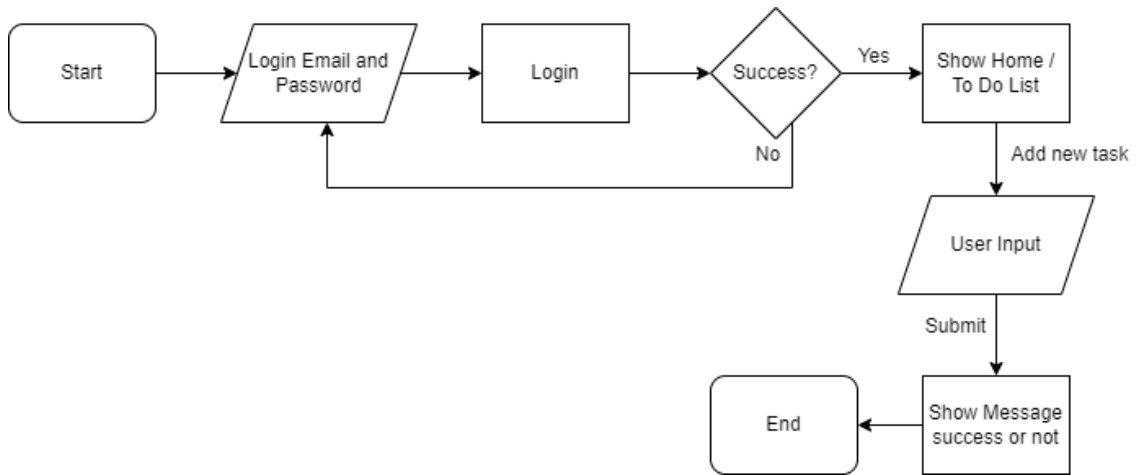 Start
Login Email and
Password
Login
Success?
Yes
Show Home /
To Do List
No
Add new task
User Input
Submit
End
Show Message
success or not